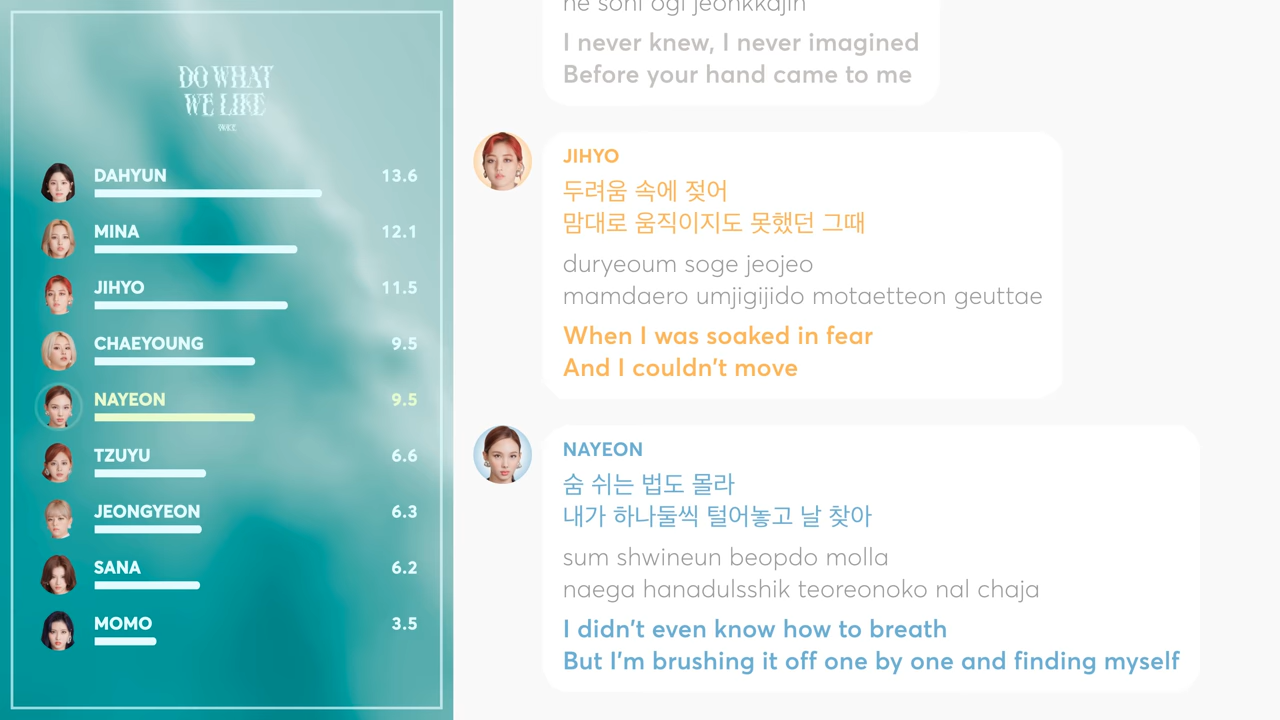 DO WHAT
WE LIKE
TWICE
DAHYUN 13.6
MINA 12.1
JIHYO 11.5
CHAEYOUNG 9.5
NAYEON 9.5
TZUYU 6.6
JEONGYEON 6.3
SANA 6.2
MOMO 3.5
ne soni ogi jeonkkajin
I never knew, I never imagined
Before your hand came to me
JIHYO
두려움 속에 젖어
맘대로 움직이지도 못했던 그때
duryeoum soge jeojeo
mamdaero umjigijido motaetteon geuttae
When I was soaked in fear
And I couldn't move
NAYEON
숨 쉬는 법도 몰라
내가 하나둘씩 털어놓고 날 찾아
sum shwineun beopdo molla
naega hanadulsshik teoreonoko nal chaja
I didn't even know how to breath
But I'm brushing it off one by one and finding myself